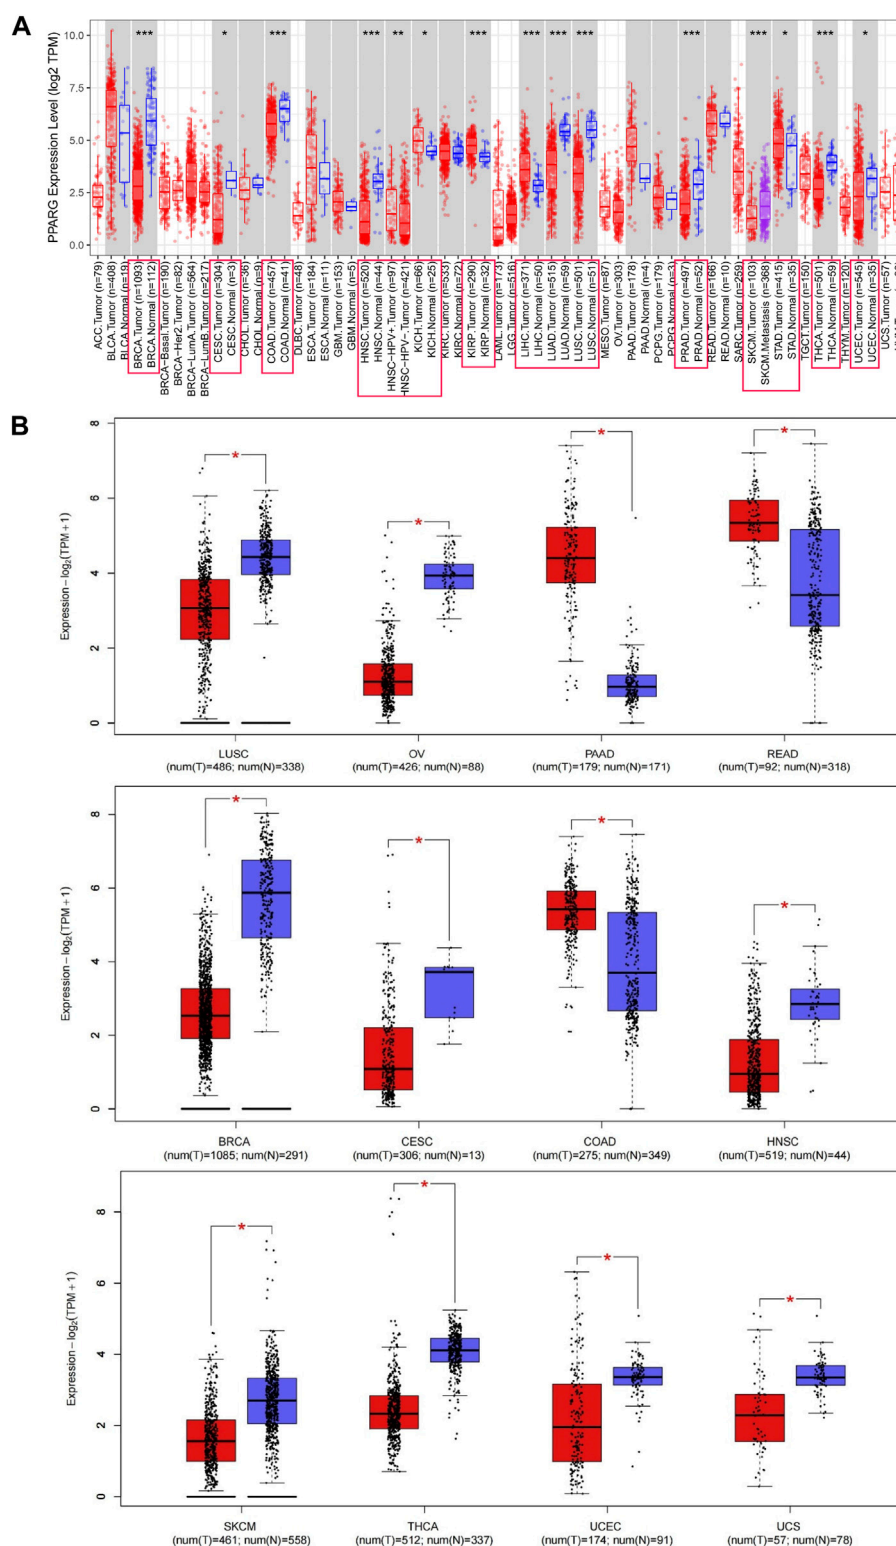 A
PPARG Expression Level (log2 TPM)
10.0
7.5
5.0
2.5
0.0
*** * *** *** ** * *** *** *** *** *** *** * *** *
ACC.Tumor (n=79)
BLCA.Tumor (n=408)
BLCA.Normal (n=19)
BRCA.Tumor (n=1093)
BRCA.Normal (n=112)
BRCA-Basal.Tumor (n=190)
BRCA-Her2.Tumor (n=82)
BRCA-LumA.Tumor (n=564)
BRCA-LumB.Tumor (n=217)
CESC.Tumor (n=304)
CESC.Normal (n=3)
CHOL.Tumor (n=36)
CHOL.Normal (n=9)
COAD.Tumor (n=457)
COAD.Normal (n=41)
DLBC.Tumor (n=48)
ESCA.Tumor (n=184)
ESCA.Normal (n=11)
GBM.Tumor (n=153)
GBM.Normal (n=5)
HNSC.Tumor (n=520)
HNSC.Normal (n=44)
HNSC-HPV+.Tumor (n=97)
HNSC-HPV-.Tumor (n=421)
KICH.Tumor (n=66)
KICH.Normal (n=25)
KIRC.Tumor (n=533)
KIRC.Normal (n=72)
KIRP.Tumor (n=290)
KIRP.Normal (n=32)
LAML.Tumor (n=173)
LGG.Tumor (n=516)
LIHC.Tumor (n=371)
LIHC.Normal (n=50)
LUAD.Tumor (n=515)
LUAD.Normal (n=59)
LUSC.Tumor (n=501)
LUSC.Normal (n=51)
MESO.Tumor (n=87)
OV.Tumor (n=303)
PAAD.Tumor (n=178)
PAAD.Normal (n=4)
PCPG.Tumor (n=179)
PCPG.Normal (n=3)
PRAD.Tumor (n=497)
PRAD.Normal (n=52)
READ.Tumor (n=166)
READ.Normal (n=10)
SARC.Tumor (n=259)
SKCM.Tumor (n=103)
SKCM.Metastasis (n=368)
STAD.Tumor (n=415)
STAD.Normal (n=35)
TGCT.Tumor (n=150)
THCA.Tumor (n=501)
THCA.Normal (n=59)
THYM.Tumor (n=120)
UCEC.Tumor (n=545)
UCEC.Normal (n=35)
UCS.Tumor (n=57)
B
Expression − log₂(TPM+1)
8
6
4
2
0
* * * *
LUSC OV PAAD READ
(num(T)=486; num(N)=338) (num(T)=426; num(N)=88) (num(T)=179; num(N)=171) (num(T)=92; num(N)=318)
Expression − log₂(TPM+1)
8
6
4
2
0
* * * *
BRCA CESC COAD HNSC
(num(T)=1085; num(N)=291) (num(T)=306; num(N)=13) (num(T)=275; num(N)=349) (num(T)=519; num(N)=44)
Expression − log₂(TPM+1)
8
6
4
2
0
* * * *
SKCM THCA UCEC UCS
(num(T)=461; num(N)=558) (num(T)=512; num(N)=337) (num(T)=174; num(N)=91) (num(T)=57; num(N)=78)